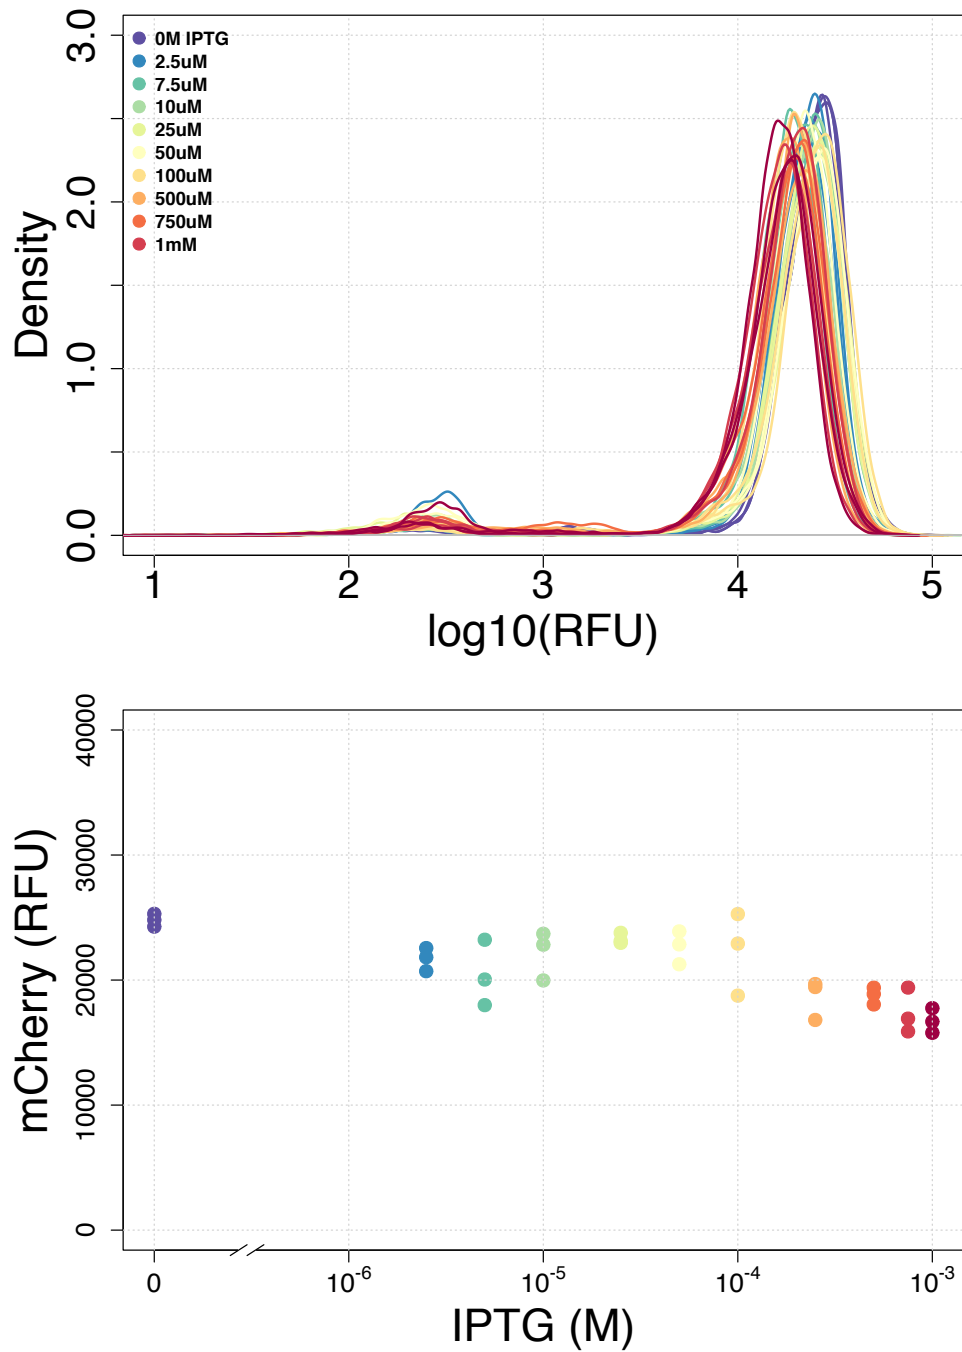 3.0
2.0
1.0
0.0
Density
0M IPTG
2.5uM
7.5uM
10uM
25uM
50uM
100uM
500uM
750uM
1mM
1 2 3 4 5
log10(RFU)
40000
30000
20000
10000
0
mCherry (RFU)
0 10-6 10-5 10-4 10-3
IPTG (M)